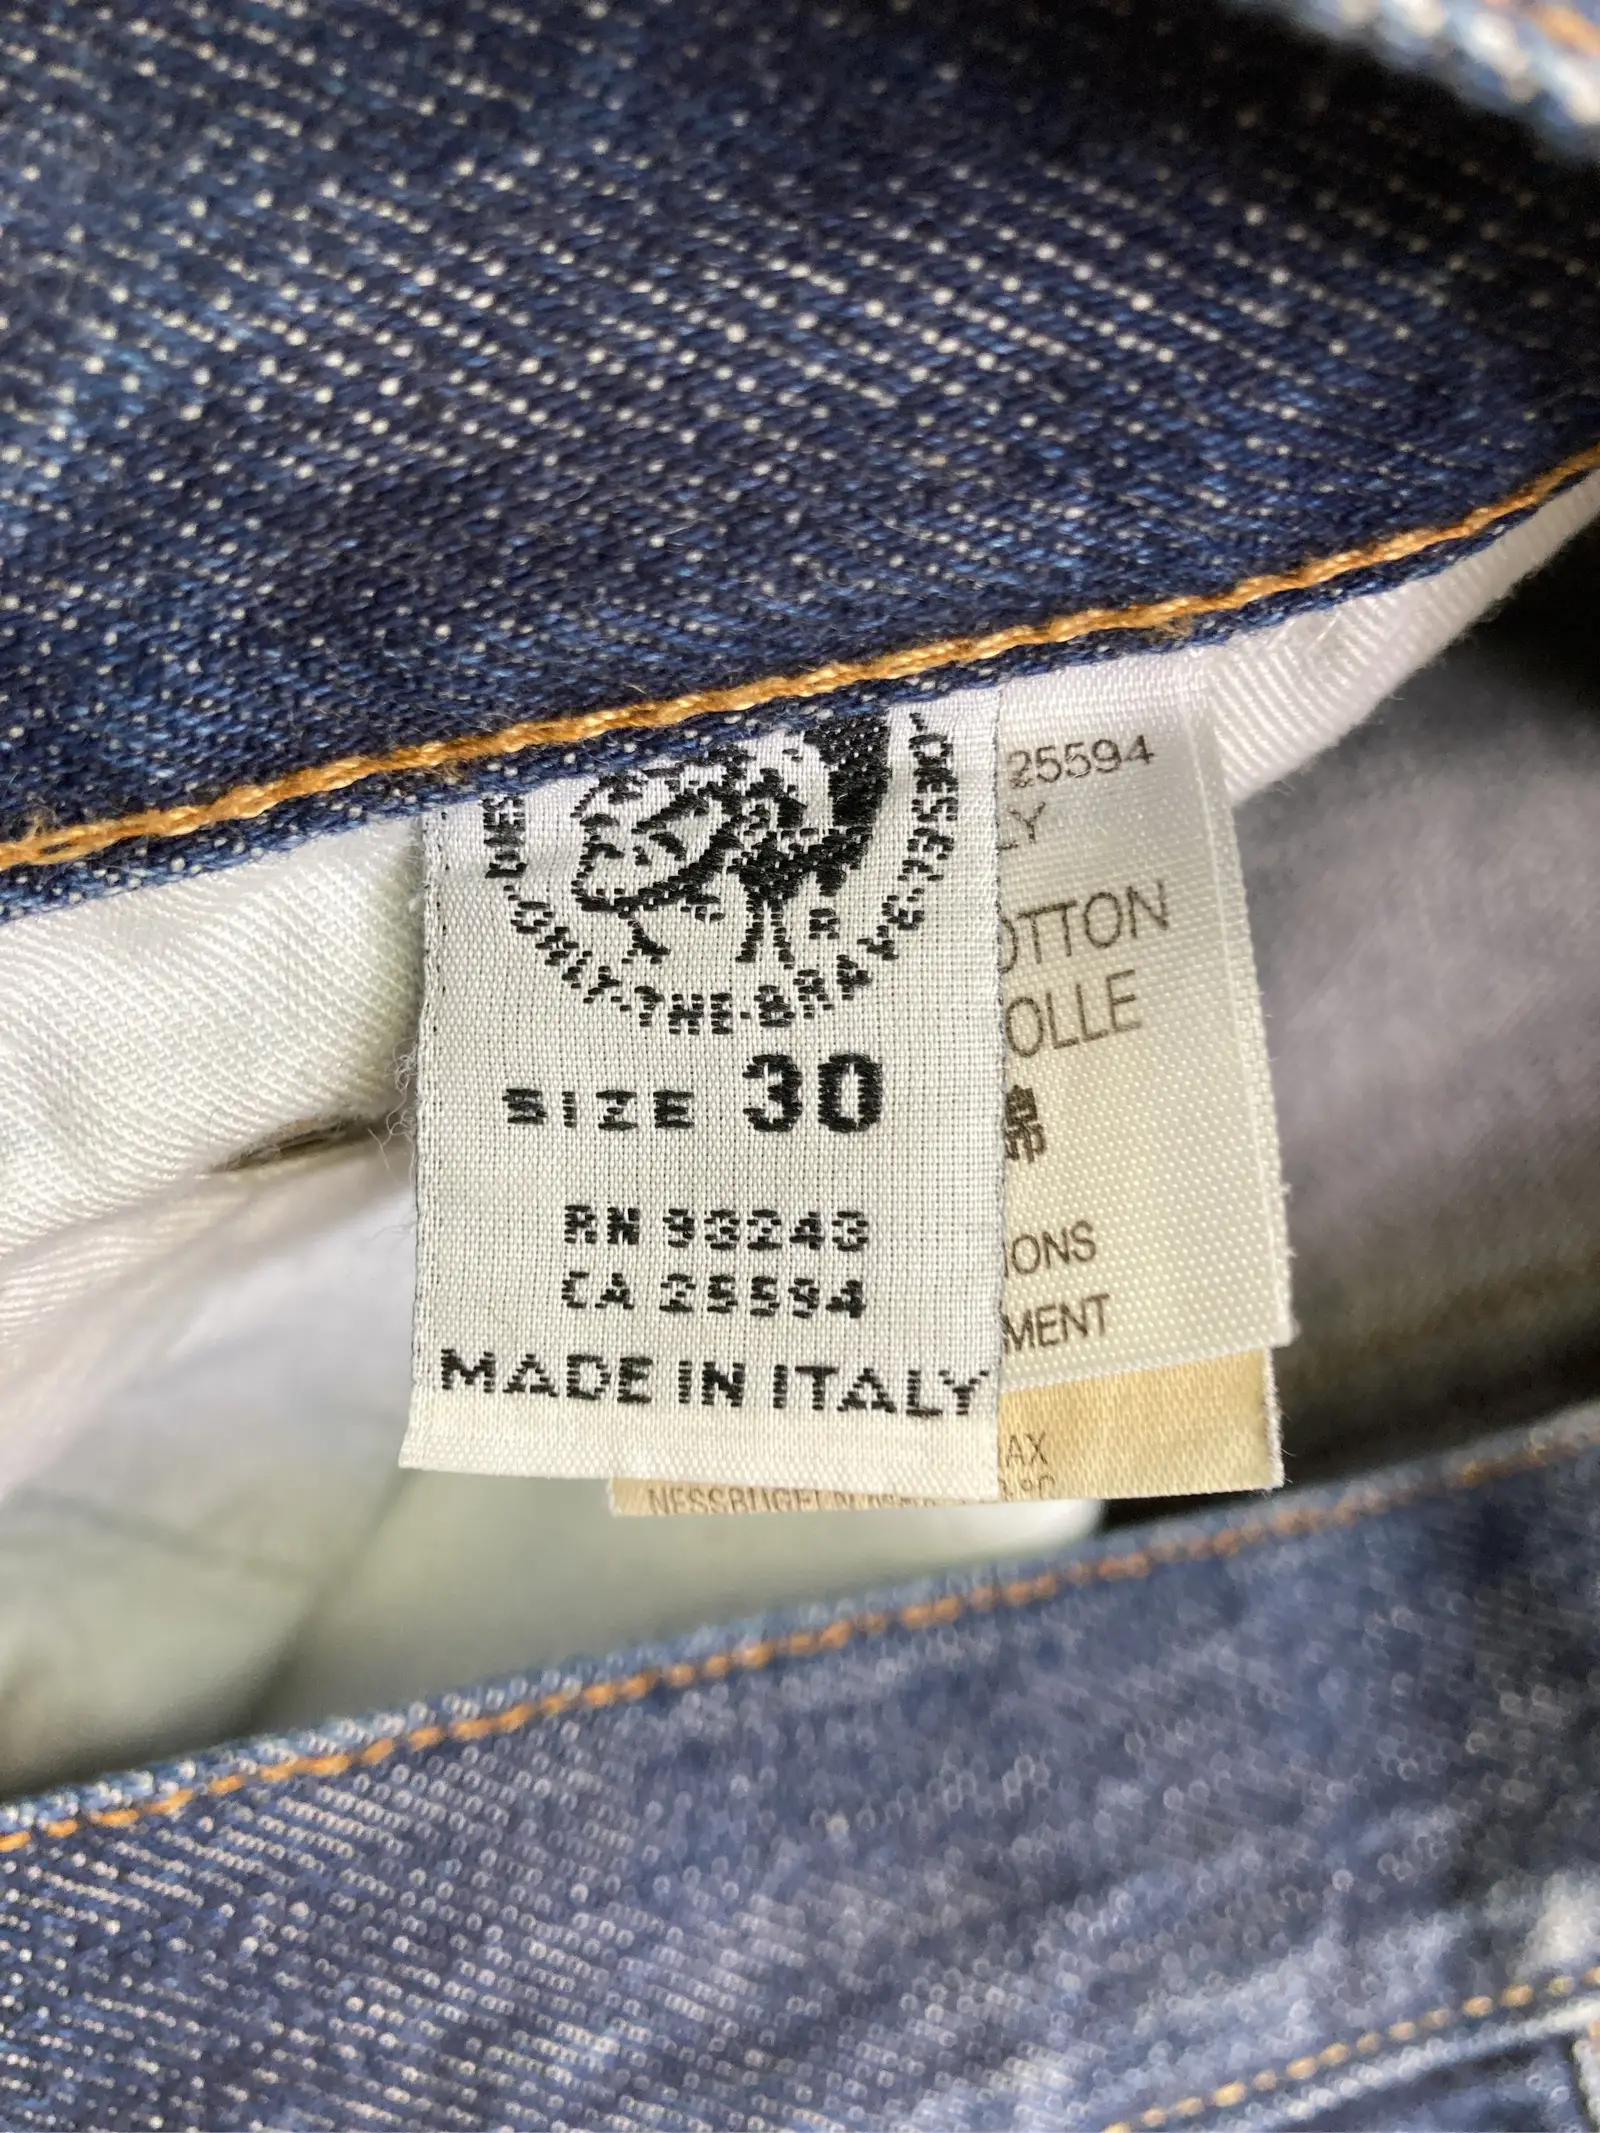 ONLY·THE·BRAVE·
SIZE 30
RN 93243
CA 25594
MADE IN ITALY
25594
LY
OTTON
OLLE
棉
IONS
MENT
AX